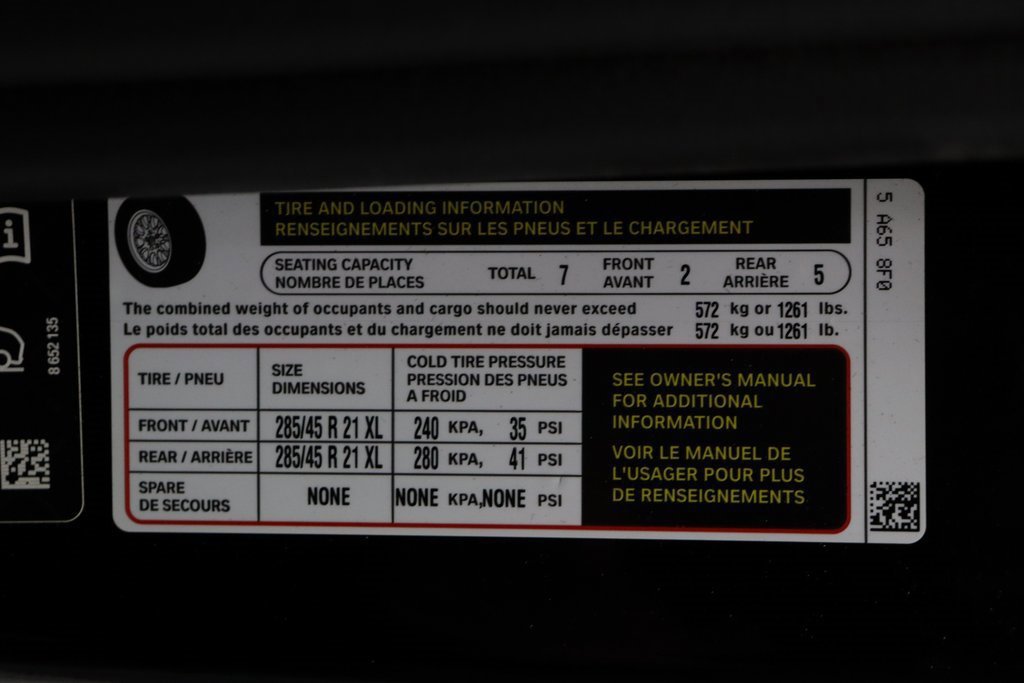 TIRE AND LOADING INFORMATION
RENSEIGNEMENTS SUR LES PNEUS ET LE CHARGEMENT
SEATING CAPACITY
NOMBRE DE PLACES
TOTAL 7
FRONT
AVANT
2
REAR
ARRIÈRE
5
The combined weight of occupants and cargo should never exceed 572 kg or 1261 lbs.
Le poids total des occupants et du chargement ne doit jamais dépasser 572 kg ou 1261 lb.
TIRE / PNEU
SIZE
DIMENSIONS
COLD TIRE PRESSURE
PRESSION DES PNEUS
A FROID
FRONT / AVANT 285/45 R 21 XL 240 KPA, 35 PSI
REAR / ARRIÈRE 285/45 R 21 XL 280 KPA, 41 PSI
SPARE
DE SECOURS
NONE NONE KPA, NONE PSI
SEE OWNER'S MANUAL
FOR ADDITIONAL
INFORMATION
VOIR LE MANUEL DE
L'USAGER POUR PLUS
DE RENSEIGNEMENTS
5 A65 8F0
8 652 135
i